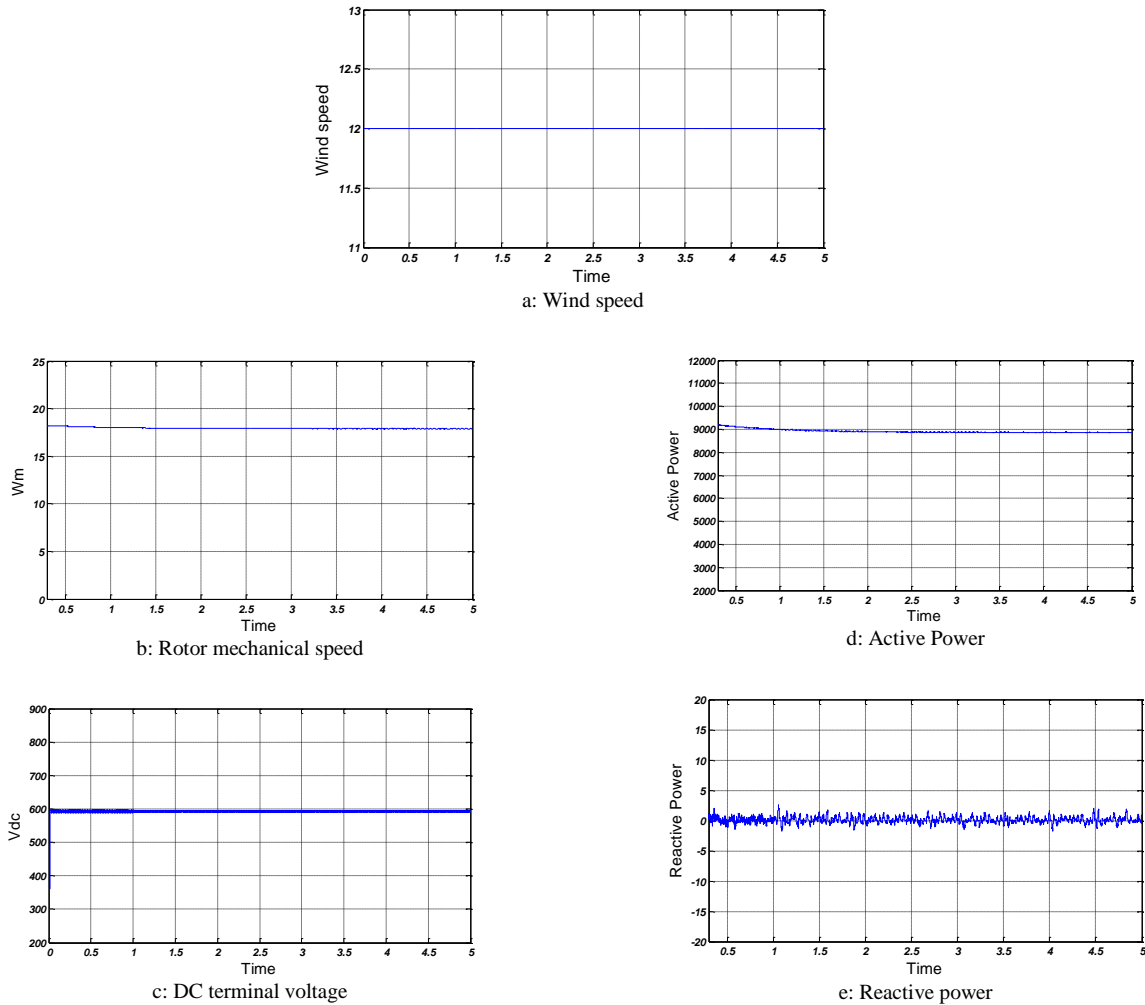 13
12.5
12
11.5
11
Wind speed
0 0.5 1 1.5 2 2.5 3 3.5 4 4.5 5
Time
a: Wind speed
25
20
15
10
5
0
Wm
0.5 1 1.5 2 2.5 3 3.5 4 4.5 5
Time
b: Rotor mechanical speed
12000
11000
10000
9000
8000
7000
6000
5000
4000
3000
2000
Active Power
0.5 1 1.5 2 2.5 3 3.5 4 4.5 5
Time
d: Active Power
900
800
700
600
500
400
300
200
Vdc
0 0.5 1 1.5 2 2.5 3 3.5 4 4.5 5
Time
c: DC terminal voltage
20
15
10
5
0
-5
-10
-15
-20
Reactive Power
0.5 1 1.5 2 2.5 3 3.5 4 4.5 5
Time
e: Reactive power